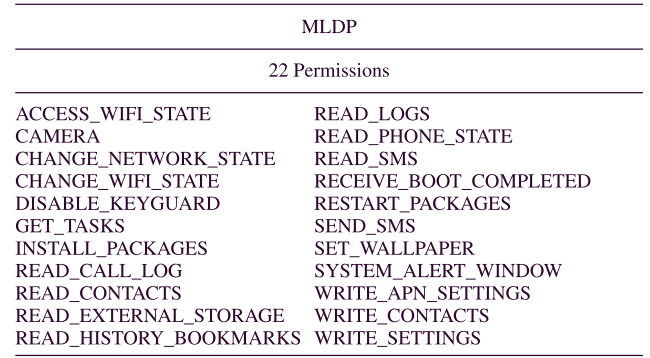 MLDP
22 Permissions
ACCESS_WIFI_STATE READ_LOGS
CAMERA READ_PHONE_STATE
CHANGE_NETWORK_STATE READ_SMS
CHANGE_WIFI_STATE RECEIVE_BOOT_COMPLETED
DISABLE_KEYGUARD RESTART_PACKAGES
GET_TASKS SEND_SMS
INSTALL_PACKAGES SET_WALLPAPER
READ_CALL_LOG SYSTEM_ALERT_WINDOW
READ_CONTACTS WRITE_APN_SETTINGS
READ_EXTERNAL_STORAGE WRITE_CONTACTS
READ_HISTORY_BOOKMARKS WRITE_SETTINGS